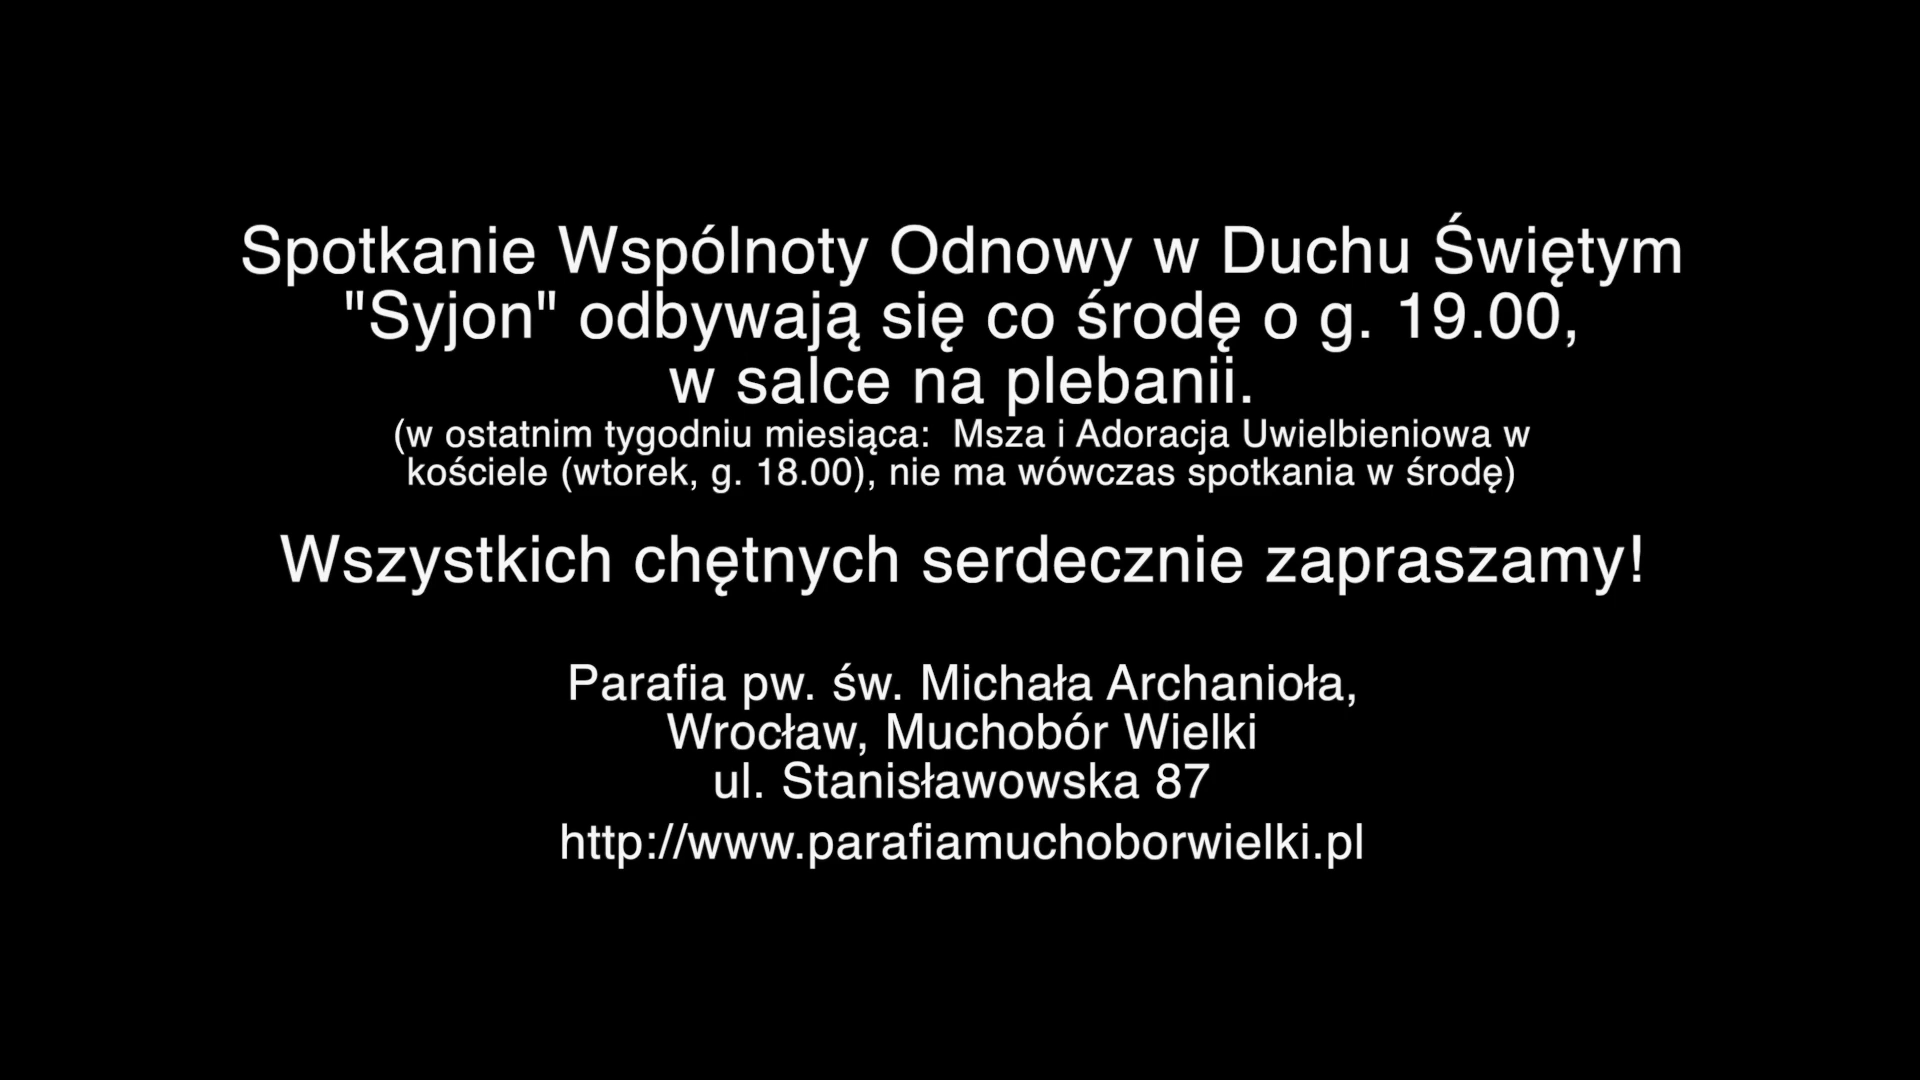 Spotkanie Wspólnoty Odnowy w Duchu Świętym
"Syjon" odbywają się co środę o g. 19.00,
w salce na plebanii.
(w ostatnim tygodniu miesiąca:  Msza i Adoracja Uwielbieniowa w
kościele (wtorek, g. 18.00), nie ma wówczas spotkania w środę)
Wszystkich chętnych serdecznie zapraszamy!
Parafia pw. św. Michała Archanioła,
Wrocław, Muchobór Wielki
ul. Stanisławowska 87
http://www.parafiamuchoborwielki.pl